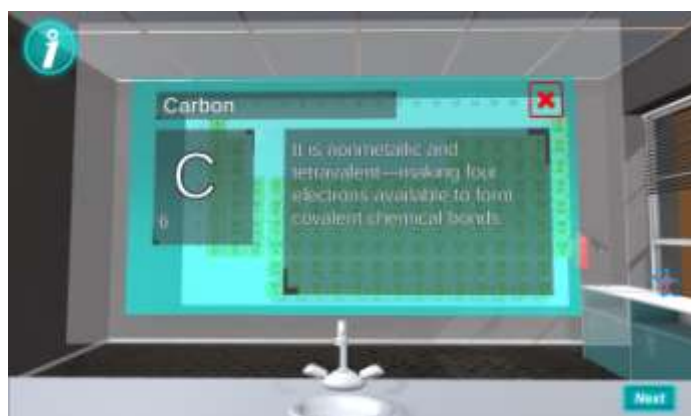 i
Carbon
C
6
It is nonmetallic and
tetravalent—making four
electrons available to form
covalent chemical bonds.
Next